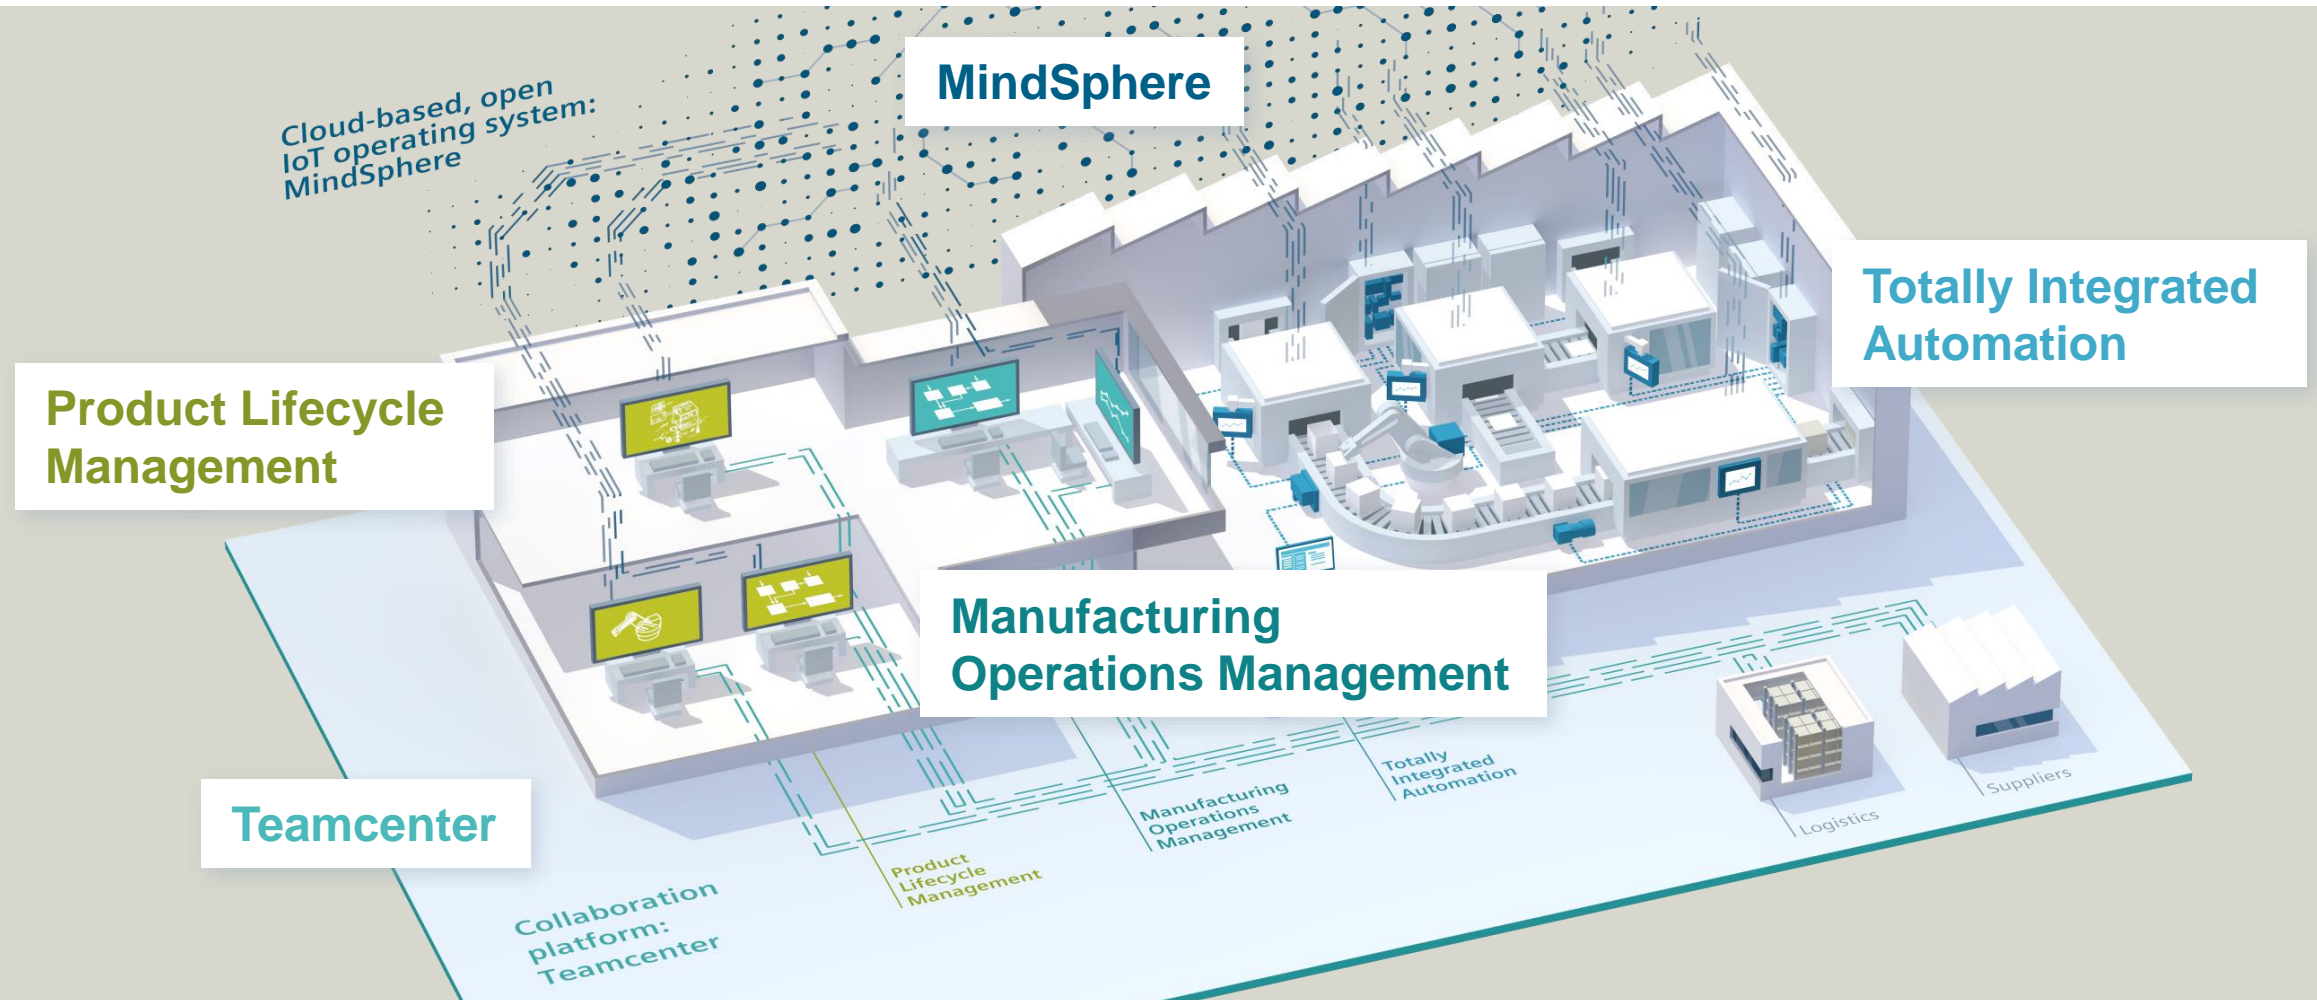 MindSphere
Cloud-based, open
IoT operating system:
MindSphere
Totally Integrated
Automation
Product Lifecycle
Management
Manufacturing
Operations Management
Teamcenter
Totally
Integrated
Automation
Manufacturing
Operations
Management
Product
Lifecycle
Management
Suppliers
Logistics
Collaboration
platform:
Teamcenter